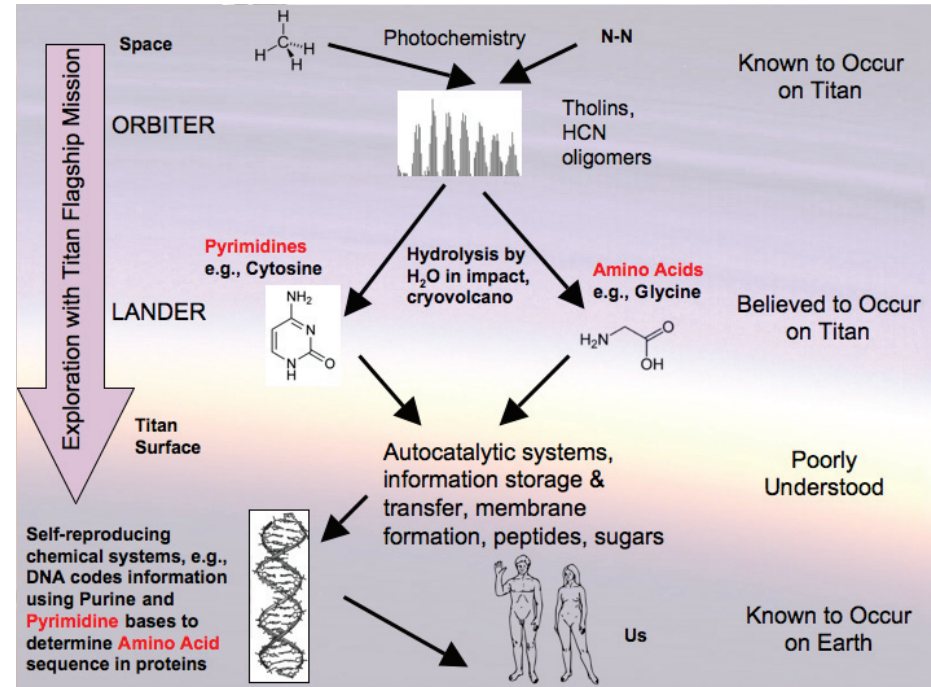 Exploration with Titan Flagship Mission
Space
H
H
C
H
H
Photochemistry
N-N
Known to Occur
on Titan
ORBITER
Tholins,
HCN
oligomers
Pyrimidines
e.g., Cytosine
Hydrolysis by
H₂O in impact,
cryovolcano
Amino Acids
e.g., Glycine
LANDER
NH₂
N
N
H
O
H₂N
O
OH
Believed to Occur
on Titan
Titan
Surface
Autocatalytic systems,
information storage &
transfer, membrane
formation, peptides, sugars
Poorly
Understood
Self-reproducing
chemical systems, e.g.,
DNA codes information
using Purine and
Pyrimidine bases to
determine Amino Acid
sequence in proteins
Us
Known to Occur
on Earth